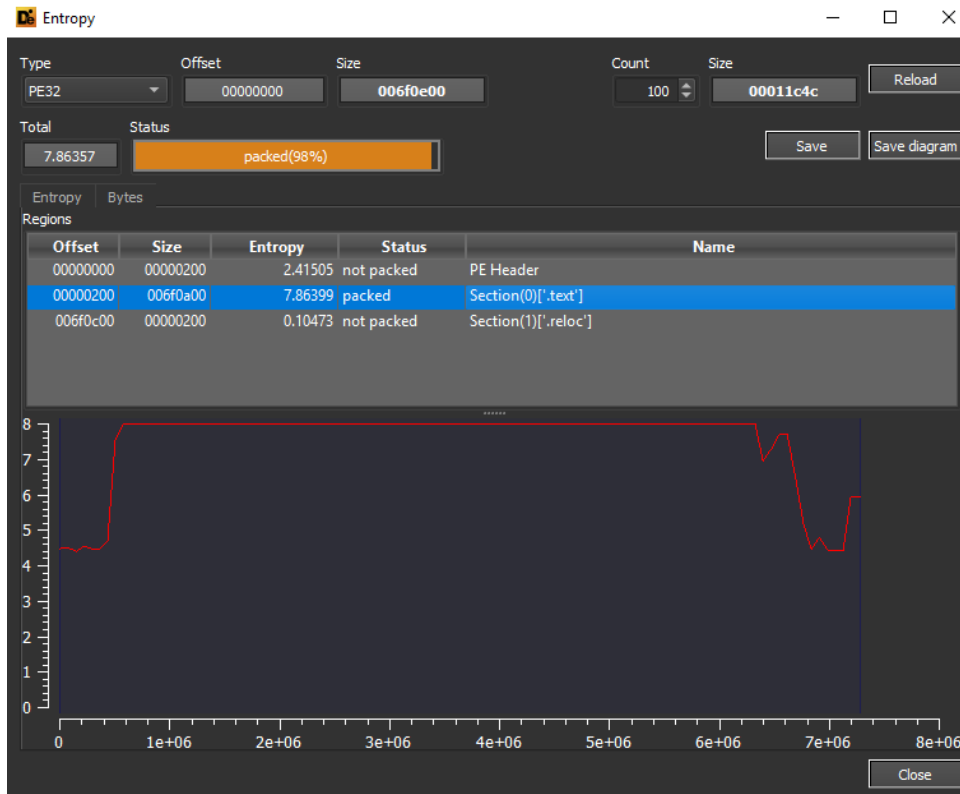 Entropy
Type Offset Size Count Size
PE32 00000000 006f0e00 100 00011c4c Reload
Total Status
7.86357 packed(98%) Save Save diagram
Entropy Bytes
Regions
Offset Size Entropy Status Name
00000000 00000200 2.41505 not packed PE Header
00000200 006f0a00 7.86399 packed Section(0)['.text']
006f0c00 00000200 0.10473 not packed Section(1)['.reloc']
8
7
6
5
4
3
2
1
0
0 1e+06 2e+06 3e+06 4e+06 5e+06 6e+06 7e+06 8e+06
Close